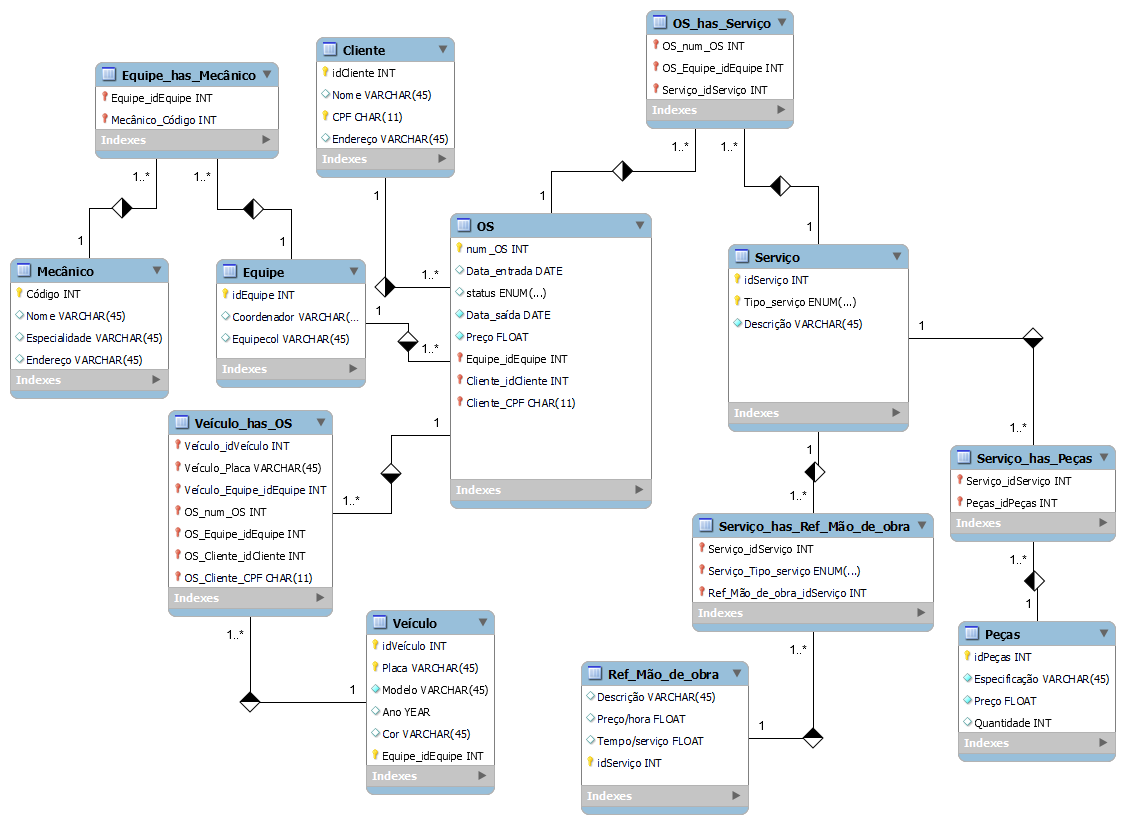 OS_has_Serviço
OS_num_OS INT
OS_Equipe_idEquipe INT
Serviço_idServiço INT
Indexes
Cliente
idCliente INT
Nome VARCHAR(45)
CPF CHAR(11)
Endereço VARCHAR(45)
Indexes
Equipe_has_Mecânico
Equipe_idEquipe INT
Mecânico_Código INT
Indexes
1..*
1..*
1
1
1..*
1..*
1
1
1
1..*
Mecânico
Código INT
Nome VARCHAR(45)
Especialidade VARCHAR(45)
Endereço VARCHAR(45)
Indexes
Equipe
idEquipe INT
Coordenador VARCHAR(...
Equipecol VARCHAR(45)
Indexes
1
1..*
OS
num_OS INT
Data_entrada DATE
status ENUM(...)
Data_saída DATE
Preço FLOAT
Equipe_idEquipe INT
Cliente_idCliente INT
Cliente_CPF CHAR(11)
Indexes
Serviço
idServiço INT
Tipo_serviço ENUM(...)
Descrição VARCHAR(45)
Indexes
1
1..*
1
1..*
1
1..*
Veículo_has_OS
Veículo_idVeículo INT
Veículo_Placa VARCHAR(45)
Veículo_Equipe_idEquipe INT
OS_num_OS INT
OS_Equipe_idEquipe INT
OS_Cliente_idCliente INT
OS_Cliente_CPF CHAR(11)
Indexes
Serviço_has_Peças
Serviço_idServiço INT
Peças_idPeças INT
Indexes
1..*
1
Serviço_has_Ref_Mão_de_obra
Serviço_idServiço INT
Serviço_Tipo_serviço ENUM(...)
Ref_Mão_de_obra_idServiço INT
Indexes
1..*
1
1..*
1
Veículo
idVeículo INT
Placa VARCHAR(45)
Modelo VARCHAR(45)
Ano YEAR
Cor VARCHAR(45)
Equipe_idEquipe INT
Indexes
Ref_Mão_de_obra
Descrição VARCHAR(45)
Preço/hora FLOAT
Tempo/serviço FLOAT
idServiço INT
Indexes
Peças
idPeças INT
Especificação VARCHAR(45)
Preço FLOAT
Quantidade INT
Indexes